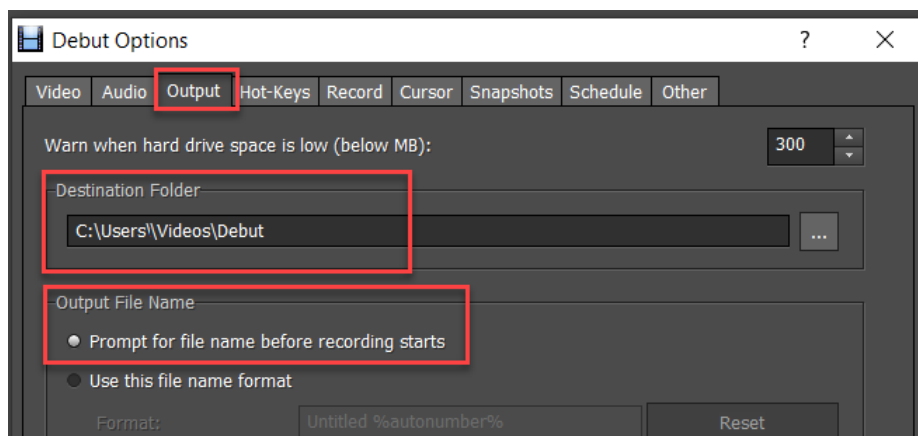 Debut Options ?
Video Audio Output Hot-Keys Record Cursor Snapshots Schedule Other
Warn when hard drive space is low (below MB): 300
Destination Folder
C:\Users\\Videos\Debut ...
Output File Name
Prompt for file name before recording starts
Use this file name format
Format: Untitled %autonumber% Reset